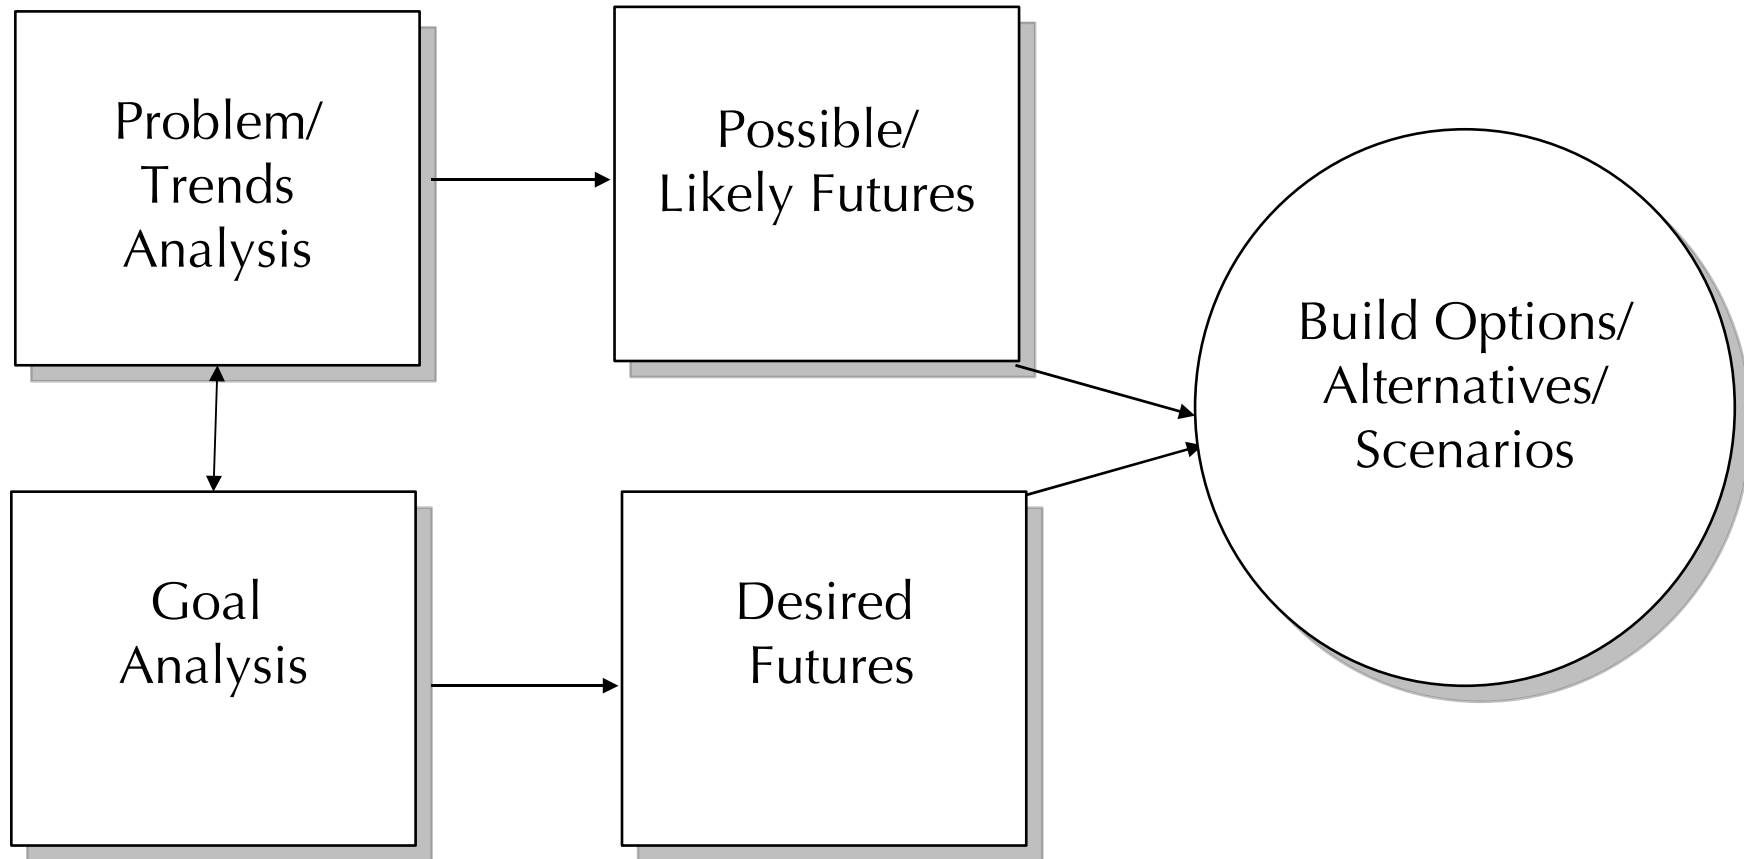 Problem/
Trends
Analysis
Possible/
Likely Futures
Build Options/
Alternatives/
Scenarios
Goal
Analysis
Desired
Futures